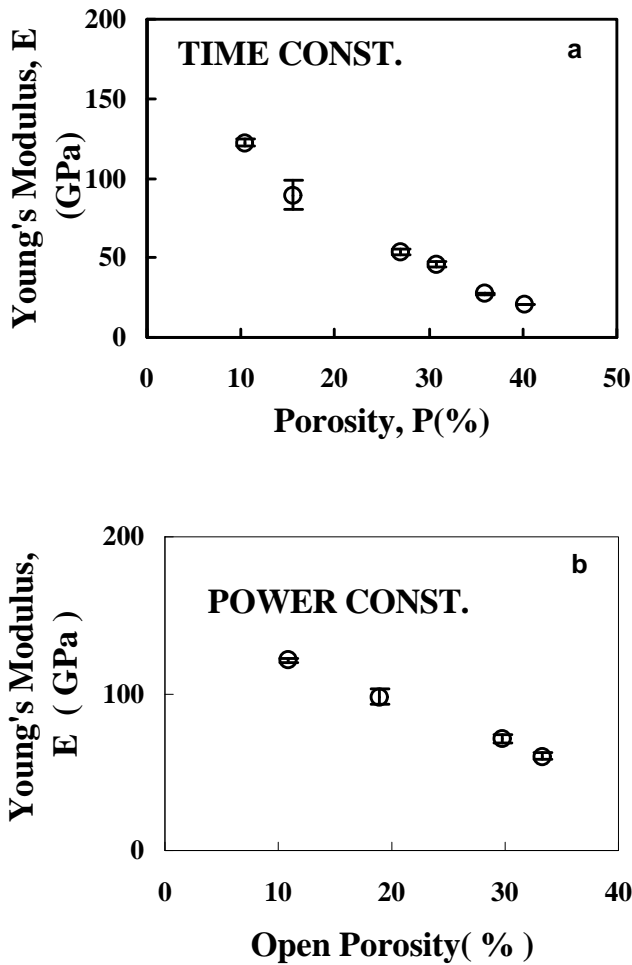 200
TIME CONST.
a
150
100
50
0
0 10 20 30 40 50
Young's Modulus, E
(GPa)
Porosity, P(%)
200
b
POWER CONST.
100
0
0 10 20 30 40
Young's Modulus,
E ( GPa )
Open Porosity( % )